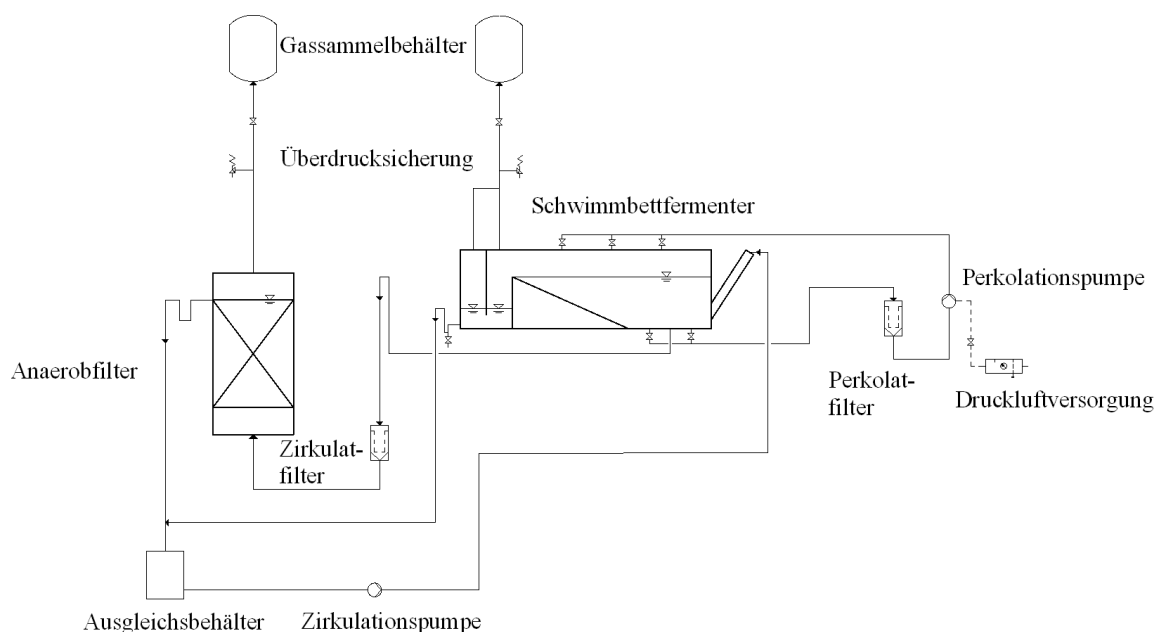 Gassammelbehälter
Überdrucksicherung
Schwimmbettfermenter
Perkolationspumpe
Anaerobfilter
Perkolat-
filter
Druckluftversorgung
Zirkulat-
filter
Ausgleichsbehälter
Zirkulationspumpe